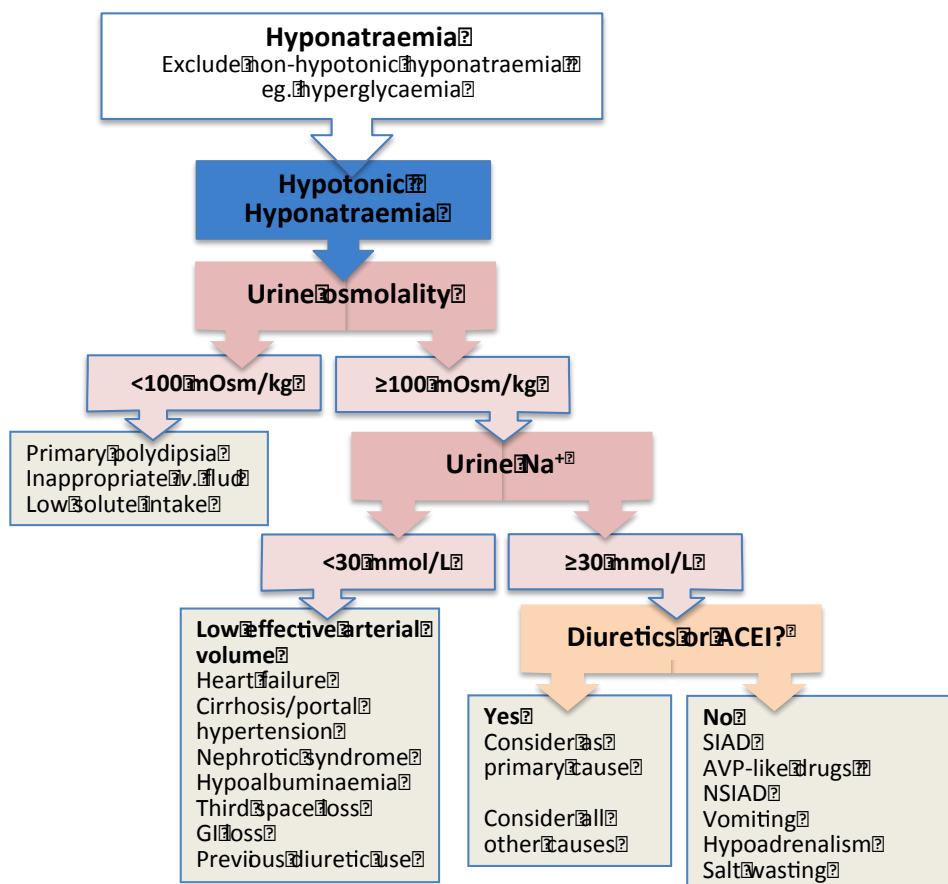 Hyponatraemia
Exclude non-hypotonic hyponatraemia
eg. hyperglycaemia
Hypotonic
Hyponatraemia
Urine osmolality
<100 mOsm/kg
≥100 mOsm/kg
Primary polydipsia
Inappropriate v. flud
Low solute intake
Urine Na⁺
<30 mmol/L
≥30 mmol/L
Low effective arterial
volume
Heart failure
Cirrhosis/portal
hypertension
Nephrotic syndrome
Hypoalbuminaemia
Third space loss
GI loss
Previous diuretic use
Diuretics or ACEI?
Yes
Consider as
primary cause
Consider all
other causes
No
SIAD
AVP-like drugs
NSIAD
Vomiting
Hypoadrenalism
Salt wasting